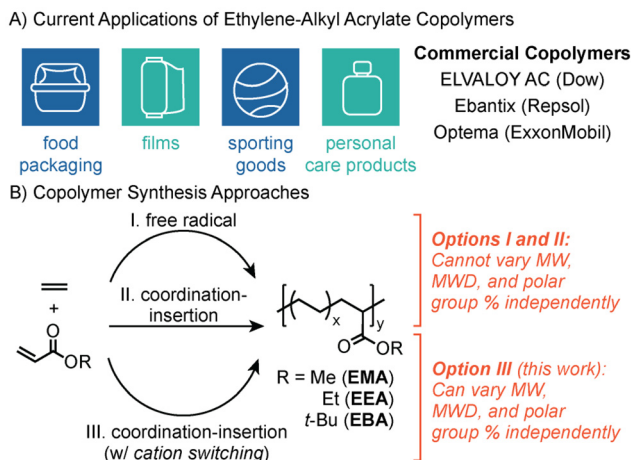 A) Current Applications of Ethylene-Alkyl Acrylate Copolymers
food
packaging
films
sporting
goods
personal
care products
Commercial Copolymers
ELVALOY AC (Dow)
Ebantix (Repsol)
Optema (ExxonMobil)
B) Copolymer Synthesis Approaches
I. free radical
II. coordination-
insertion
III. coordination-insertion
(w/ cation switching)
+
O
OR
x
y
O
OR
R = Me (EMA)
Et (EEA)
t-Bu (EBA)
Options I and II:
Cannot vary MW,
MWD, and polar
group % independently
Option III (this work):
Can vary MW,
MWD, and polar
group % independently